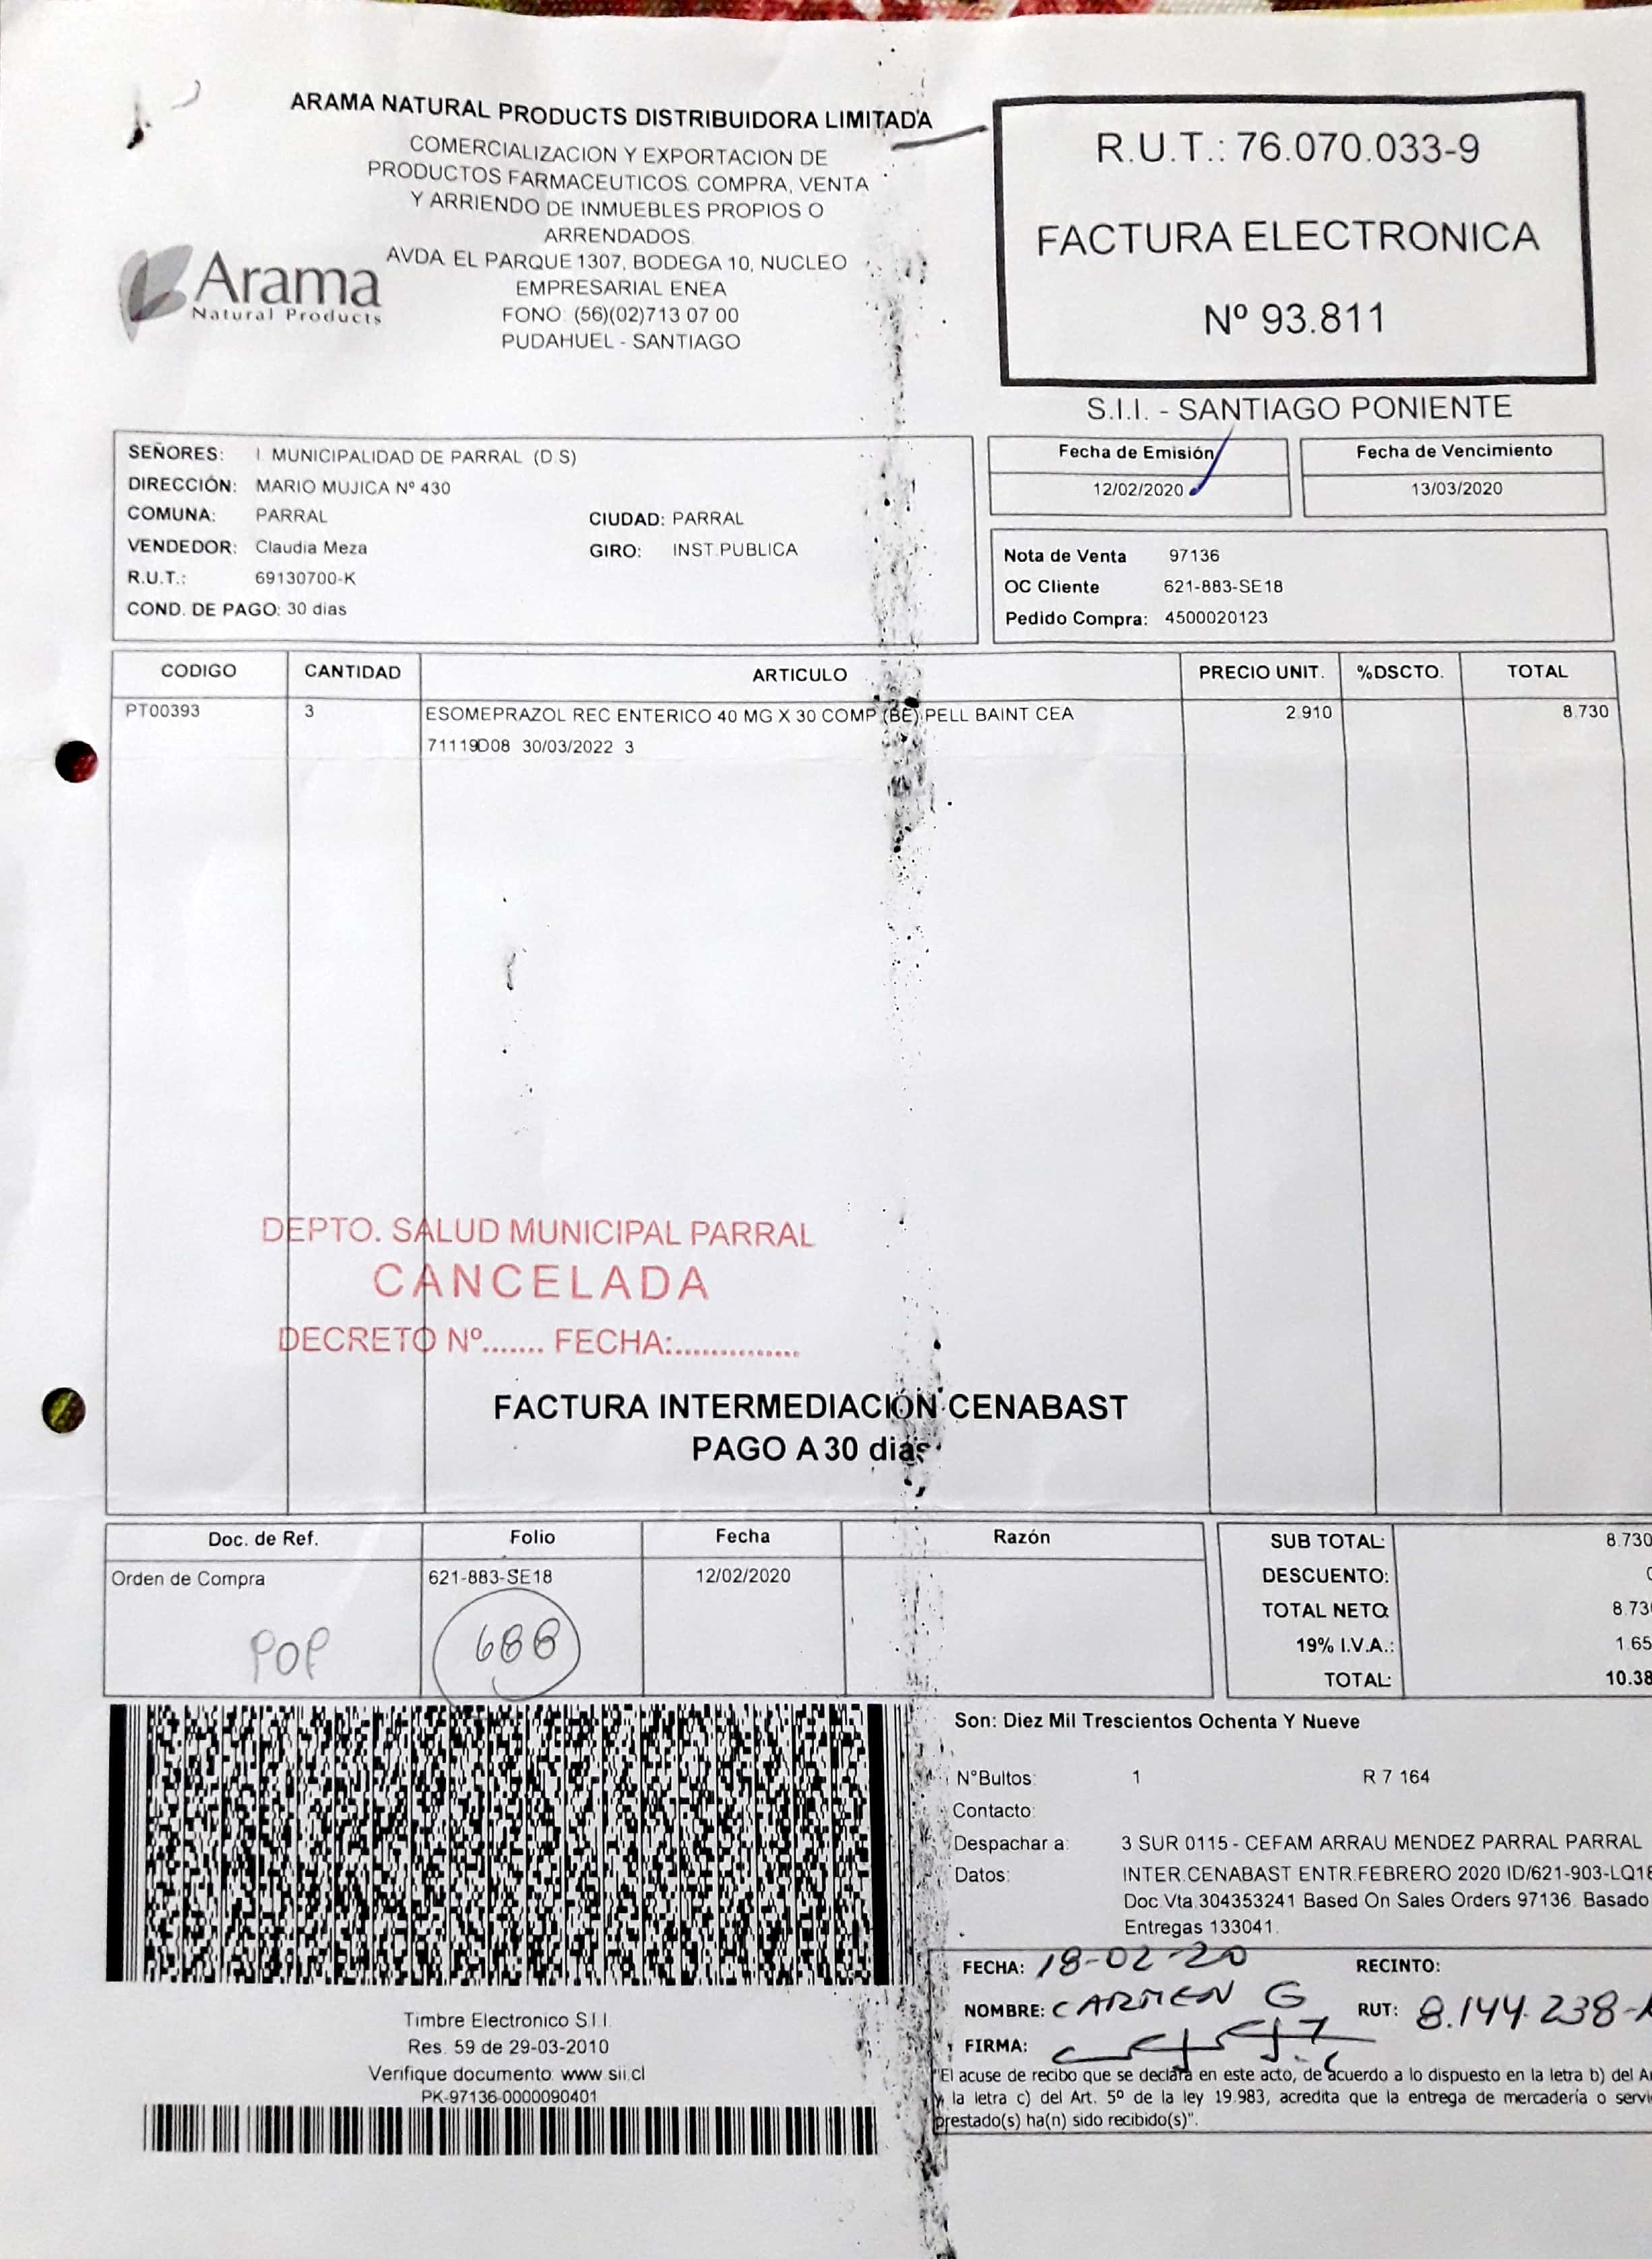 ARAMA NATURAL PRODUCTS DISTRIBUIDORA LIMITADA
COMERCIALIZACION Y EXPORTACION DE
PRODUCTOS FARMACEUTICOS. COMPRA, VENTA
Y ARRIENDO DE INMUEBLES PROPIOS O
ARRENDADOS.
AVDA. EL PARQUE 1307, BODEGA 10, NUCLEO
EMPRESARIAL ENEA
FONO: (56)(02)713 07 00
PUDAHUEL - SANTIAGO
Arama
Natural Products
R.U.T.: 76.070.033-9
FACTURA ELECTRONICA
Nº 93.811
S.I.I. - SANTIAGO PONIENTE
SEÑORES: I. MUNICIPALIDAD DE PARRAL (D.S)
DIRECCIÓN: MARIO MUJICA Nº 430
COMUNA: PARRAL CIUDAD: PARRAL
VENDEDOR: Claudia Meza GIRO: INST.PUBLICA
R.U.T.: 69130700-K
COND. DE PAGO: 30 dias
Fecha de Emisión Fecha de Vencimiento
12/02/2020 13/03/2020
Nota de Venta 97136
OC Cliente 621-883-SE18
Pedido Compra: 4500020123
CODIGO CANTIDAD ARTICULO PRECIO UNIT. %DSCTO. TOTAL
PT00393 3 ESOMEPRAZOL REC ENTERICO 40 MG X 30 COMP (BE) PELL BAINT CEA 2.910 8.730
71119D08 30/03/2022 3
DEPTO. SALUD MUNICIPAL PARRAL
CANCELADA
DECRETO Nº....... FECHA:...............
FACTURA INTERMEDIACIÓN CENABAST
PAGO A 30 dias
Doc. de Ref. Folio Fecha Razón
Orden de Compra 621-883-SE18 12/02/2020
POP 688
SUB TOTAL: 8.730
DESCUENTO:
TOTAL NETO: 8.73
19% I.V.A.: 1.65
TOTAL: 10.38
Son: Diez Mil Trescientos Ochenta Y Nueve
N°Bultos: 1 R 7 164
Contacto:
Despachar a: 3 SUR 0115 - CEFAM ARRAU MENDEZ PARRAL PARRAL
Datos: INTER.CENABAST ENTR.FEBRERO 2020 ID/621-903-LQ18
Doc.Vta.304353241 Based On Sales Orders 97136. Basado
Entregas 133041.
FECHA: 18-02-20 RECINTO:
NOMBRE: CARMEN G RUT: 8.144.238-
FIRMA:
"El acuse de recibo que se declara en este acto, de acuerdo a lo dispuesto en la letra b) del
y la letra c) del Art. 5º de la ley 19.983, acredita que la entrega de mercadería o servi
prestado(s) ha(n) sido recibido(s)".
Timbre Electronico S.I.I.
Res. 59 de 29-03-2010
Verifique documento: www.sii.cl
PK-97136-0000090401